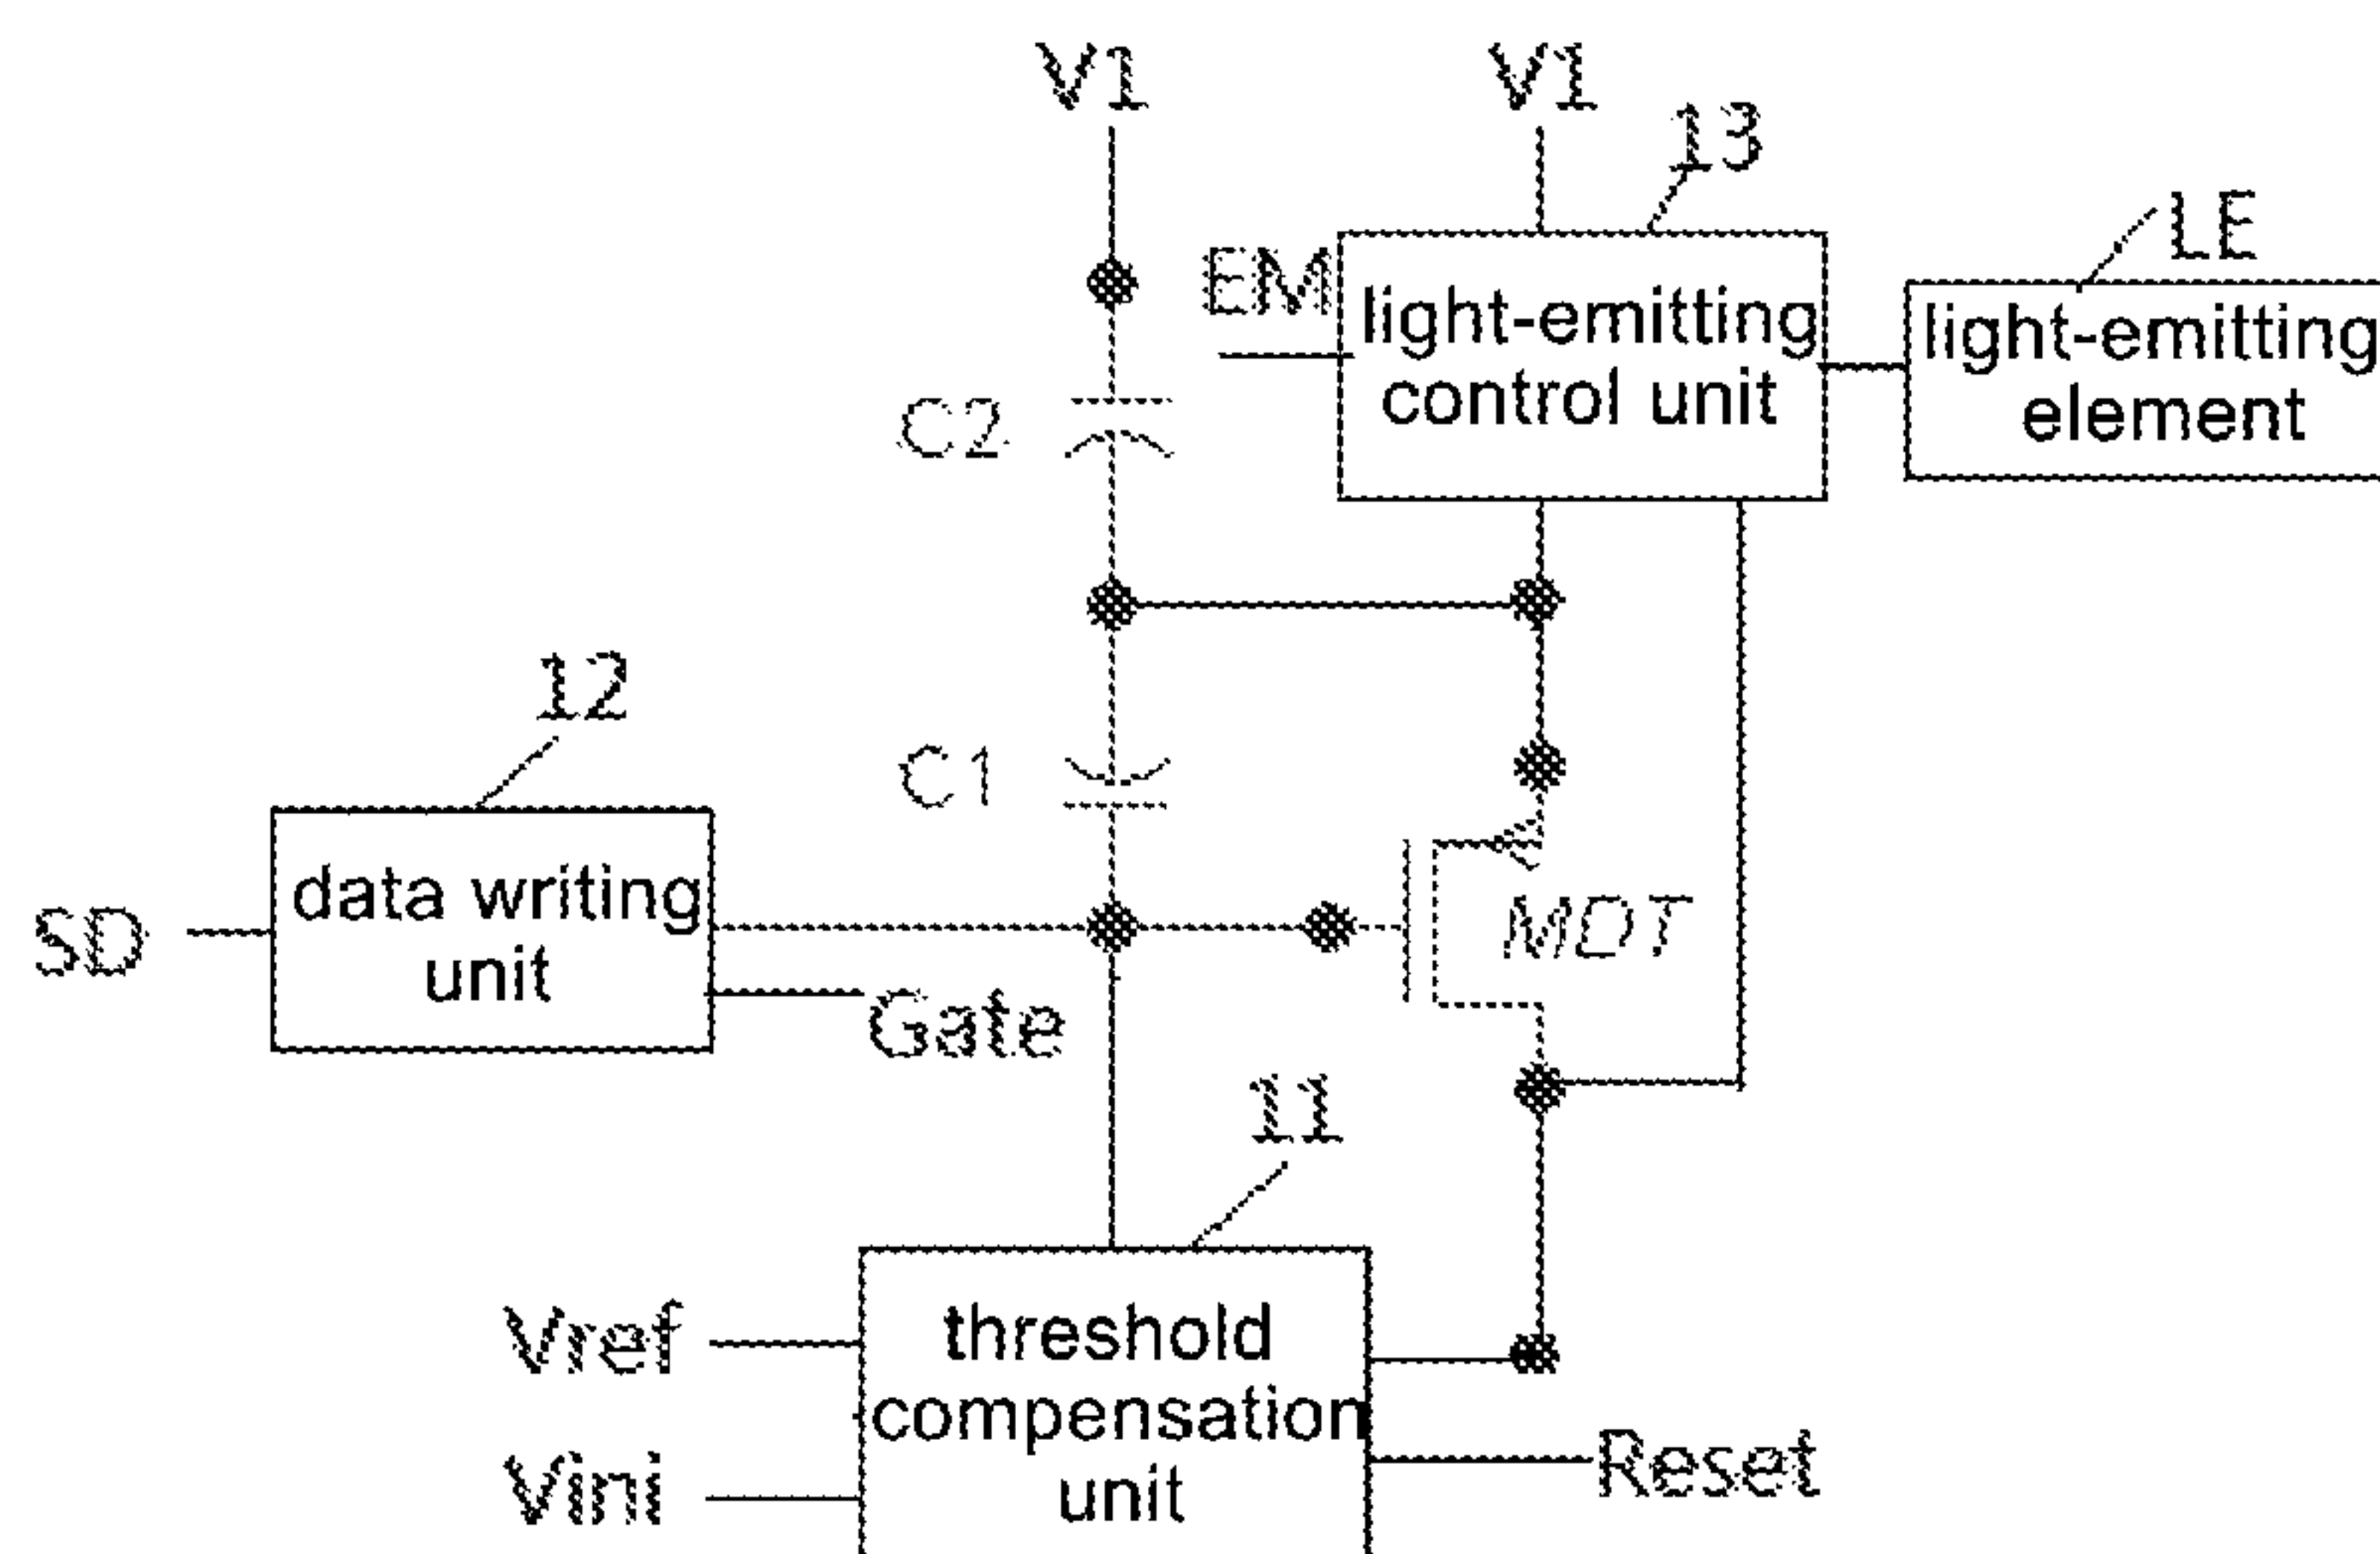 V1
V1
13
LE
EM
light-emitting
control unit
light-emitting
element
C2
12
C1
data writing
unit
SD
MDT
Gate
11
Vref
threshold
compensation
unit
Vini
Reset